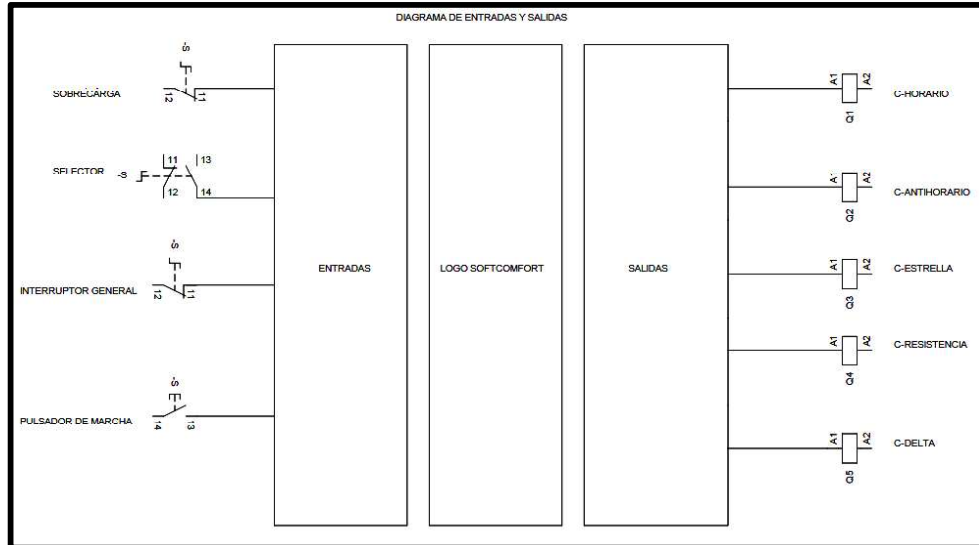 DIAGRAMA DE ENTRADAS Y SALIDAS
-S
SOBRECARGA
12
11
SELECTOR
-S
11
13
12
14
-S
INTERRUPTOR GENERAL
12
11
-S
PULSADOR DE MARCHA
14
13
ENTRADAS
LOGO SOFTCOMFORT
SALIDAS
A1
A2
C-HORARIO
Q1
A2
C-ANTIHORARIO
Q2
A1
A2
C-ESTRELLA
Q3
A1
A2
C-RESISTENCIA
Q4
A1
A2
C-DELTA
Q5